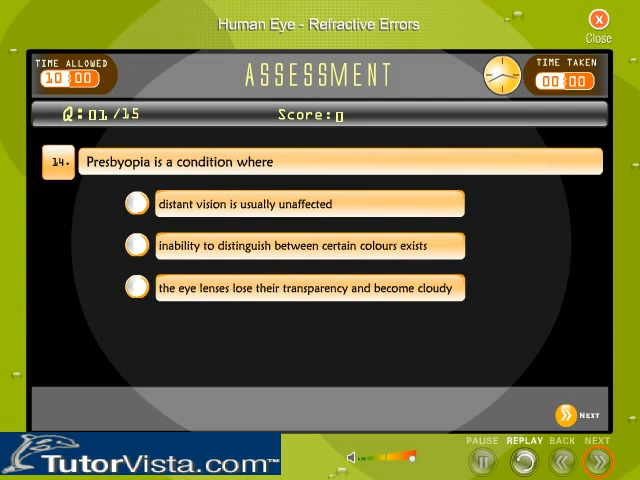 Human Eye - Refractive Errors
Close
TIME ALLOWED
10:00
ASSESSMENT
TIME TAKEN
00:00
Q:01/15
Score:0
14.
Presbyopia is a condition where
distant vision is usually unaffected
inability to distinguish between certain colours exists
the eye lenses lose their transparency and become cloudy
NEXT
PAUSE REPLAY BACK NEXT
TutorVista.com™